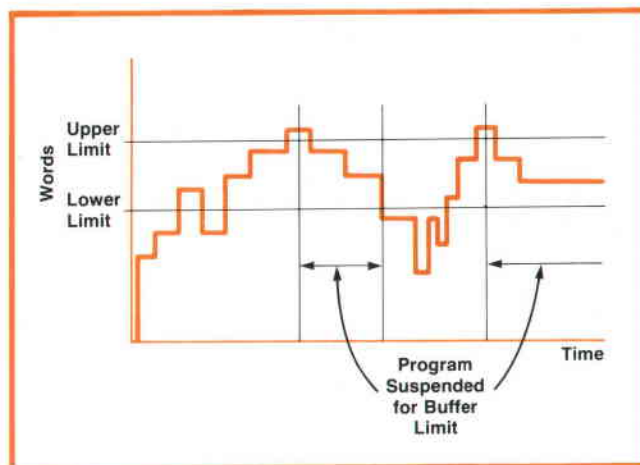 Upper
Limit
Words
Lower
Limit
Time
Program
Suspended
for Buffer
Limit